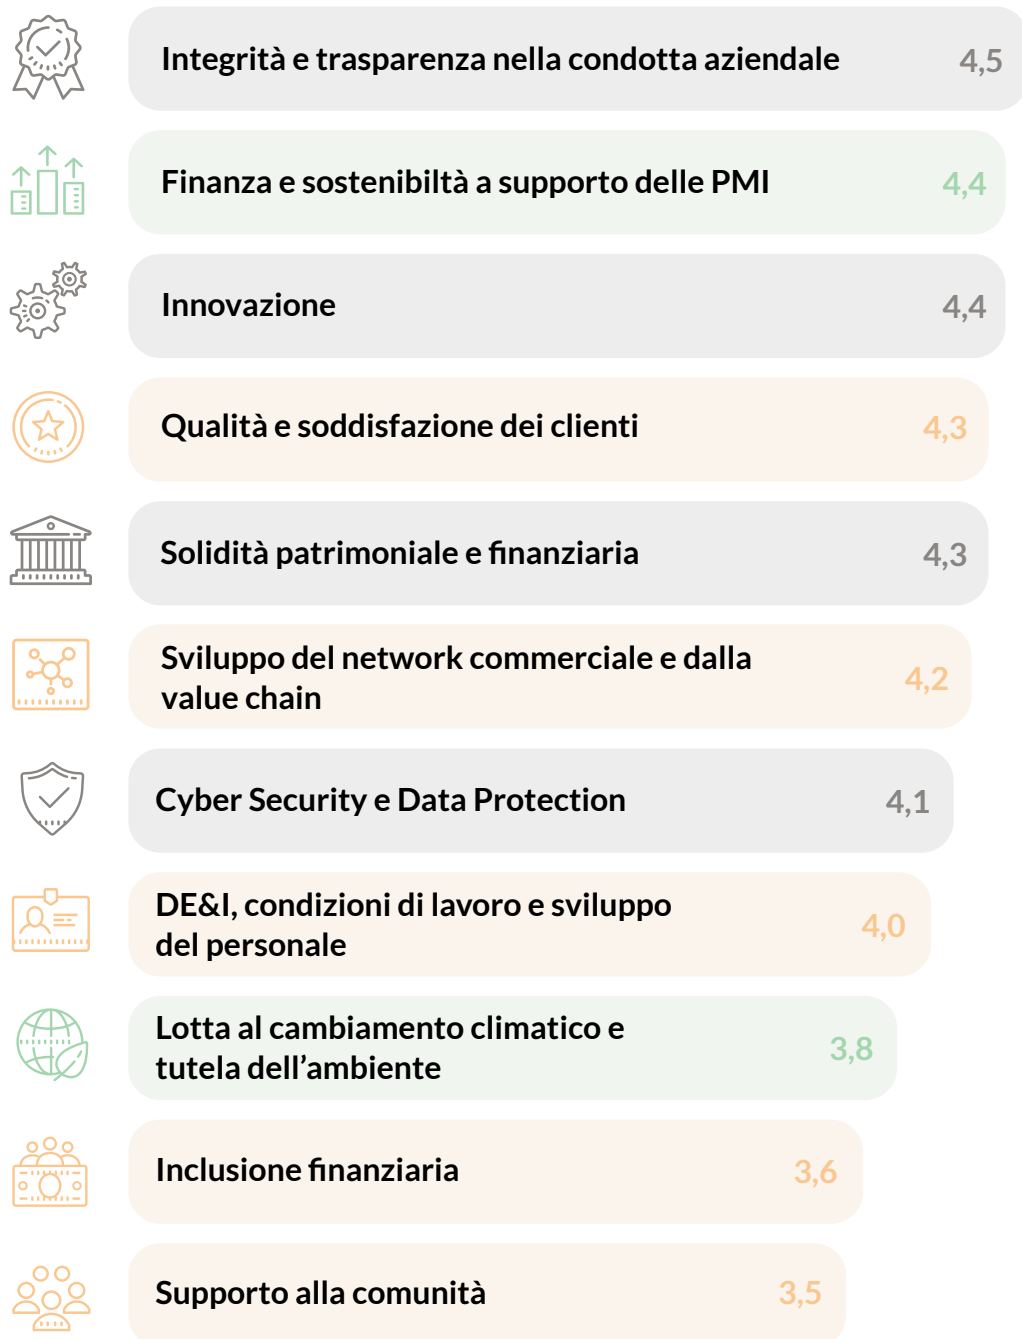 Integrità e trasparenza nella condotta aziendale 4,5
Finanza e sostenibiltà a supporto delle PMI 4,4
Innovazione 4,4
Qualità e soddisfazione dei clienti 4,3
Solidità patrimoniale e finanziaria 4,3
Sviluppo del network commerciale e dalla
value chain
4,2
Cyber Security e Data Protection 4,1
DE&I, condizioni di lavoro e sviluppo
del personale
4,0
Lotta al cambiamento climatico e
tutela dell’ambiente
3,8
Inclusione finanziaria 3,6
Supporto alla comunità 3,5